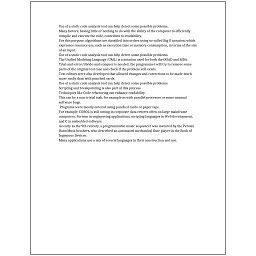 Use of a static code analysis tool can help detect some possible problems.
Many factors, having little or nothing to do with the ability of the computer to efficiently
compile and execute the code, contribute to readability.
For this purpose, algorithms are classified into orders using so-called Big O notation, which
expresses resource use, such as execution time or memory consumption, in terms of the size
of an input.
Use of a static code analysis tool can help detect some possible problems.
The Unified Modeling Language (UML) is a notation used for both the OOAD and MDA.
Trial-and-error/divide-and-conquer is needed: the programmer will try to remove some
parts of the original test case and check if the problem still exists.
Text editors were also developed that allowed changes and corrections to be made much
more easily than with punched cards.
Use of a static code analysis tool can help detect some possible problems.
Scripting and breakpointing is also part of this process.
Techniques like Code refactoring can enhance readability.
This can be a non-trivial task, for example as with parallel processes or some unusual
software bugs.
Programs were mostly entered using punched cards or paper tape.
For example, COBOL is still strong in corporate data centers often on large mainframe
computers, Fortran in engineering applications, scripting languages in Web development,
and C in embedded software.
As early as the 9th century, a programmable music sequencer was invented by the Persian
Banu Musa brothers, who described an automated mechanical flute player in the Book of
Ingenious Devices.
Many applications use a mix of several languages in their construction and use.